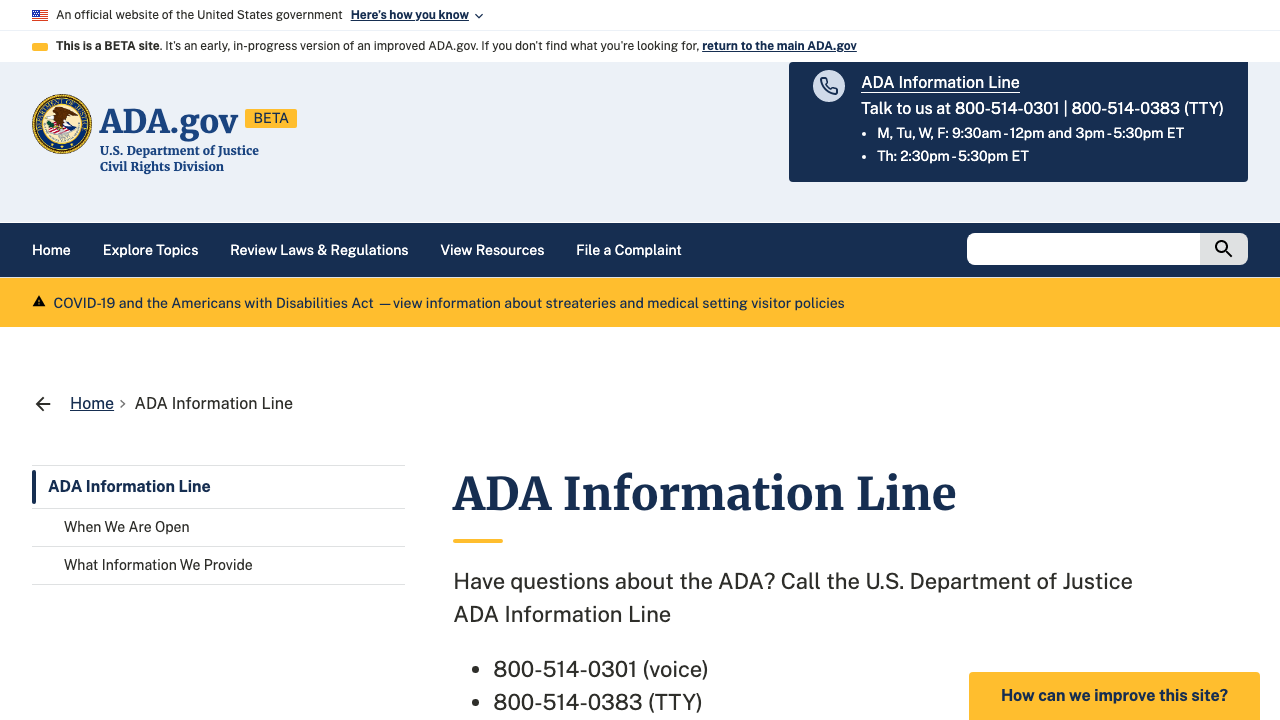 An official website of the United States government Here's how you know
This is a BETA site. It's an early, in-progress version of an improved ADA.gov. If you don't find what you're looking for, return to the main ADA.gov
ADA.gov BETA
U.S. Department of Justice
Civil Rights Division
ADA Information Line
Talk to us at 800-514-0301 | 800-514-0383 (TTY)
• M, Tu, W, F: 9:30am - 12pm and 3pm - 5:30pm ET
• Th: 2:30pm - 5:30pm ET
Home Explore Topics Review Laws & Regulations View Resources File a Complaint
COVID-19 and the Americans with Disabilities Act —view information about streateries and medical setting visitor policies
Home > ADA Information Line
ADA Information Line
When We Are Open
What Information We Provide
ADA Information Line
Have questions about the ADA? Call the U.S. Department of Justice
ADA Information Line
• 800-514-0301 (voice)
• 800-514-0383 (TTY)
How can we improve this site?